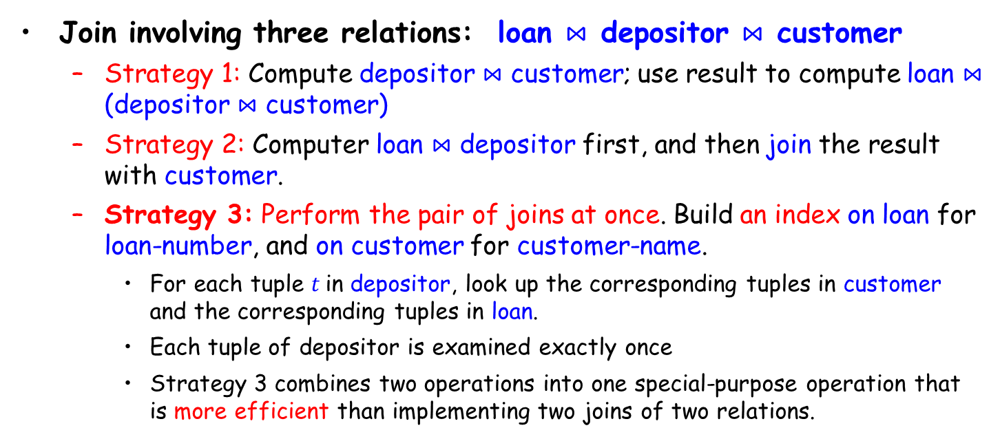 • Join involving three relations: loan ⋈ depositor ⋈ customer
– Strategy 1: Compute depositor ⋈ customer; use result to compute loan ⋈
(depositor ⋈ customer)
– Strategy 2: Computer loan ⋈ depositor first, and then join the result
with customer.
– Strategy 3: Perform the pair of joins at once. Build an index on loan for
loan-number, and on customer for customer-name.
• For each tuple t in depositor, look up the corresponding tuples in customer
and the corresponding tuples in loan.
• Each tuple of depositor is examined exactly once
• Strategy 3 combines two operations into one special-purpose operation that
is more efficient than implementing two joins of two relations.